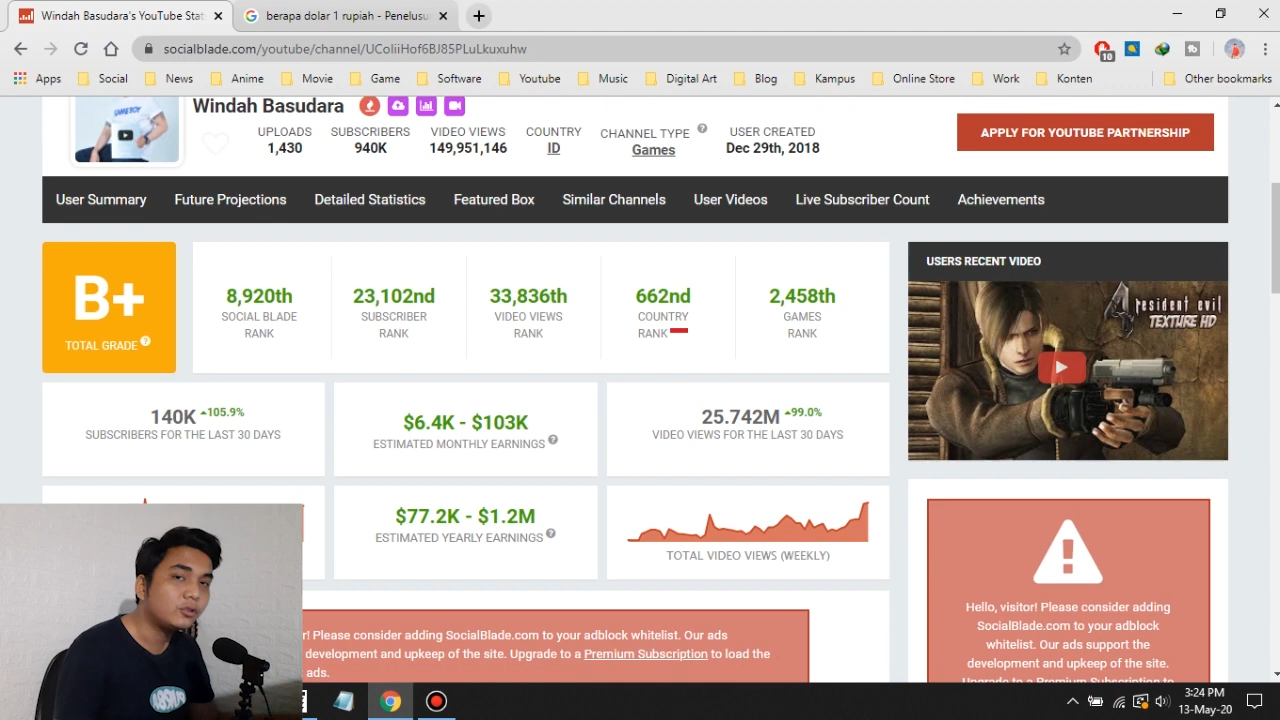 Windah Basudara's YouTube Stat
berapa dolar 1 rupiah - Penelusu
socialblade.com/youtube/channel/UCoIiiHof6BJ85PLuLkuxuhw
10
Apps
Social
News
Anime
Movie
Game
Software
Youtube
Music
Digital Art
Blog
Kampus
Online Store
Work
Konten
Other bookmarks
Windah Basudara
UPLOADS
1,430
SUBSCRIBERS
940K
VIDEO VIEWS
149,951,146
COUNTRY
ID
CHANNEL TYPE
Games
USER CREATED
Dec 29th, 2018
APPLY FOR YOUTUBE PARTNERSHIP
User Summary
Future Projections
Detailed Statistics
Featured Box
Similar Channels
User Videos
Live Subscriber Count
Achievements
B+
TOTAL GRADE
8,920th
SOCIAL BLADE
RANK
23,102nd
SUBSCRIBER
RANK
33,836th
VIDEO VIEWS
RANK
662nd
COUNTRY
RANK
2,458th
GAMES
RANK
USERS RECENT VIDEO
resident evil
4
TEXTURE HD
140K 105.9%
SUBSCRIBERS FOR THE LAST 30 DAYS
$6.4K - $103K
ESTIMATED MONTHLY EARNINGS
25.742M 99.0%
VIDEO VIEWS FOR THE LAST 30 DAYS
$77.2K - $1.2M
ESTIMATED YEARLY EARNINGS
TOTAL VIDEO VIEWS (WEEKLY)
r! Please consider adding SocialBlade.com to your adblock whitelist. Our ads
development and upkeep of the site. Upgrade to a Premium Subscription to load the
ads.
Hello, visitor! Please consider adding
SocialBlade.com to your adblock
whitelist. Our ads support the
development and upkeep of the site.
Upgrade to a Premium Subscription to
3:24 PM
13-May-20